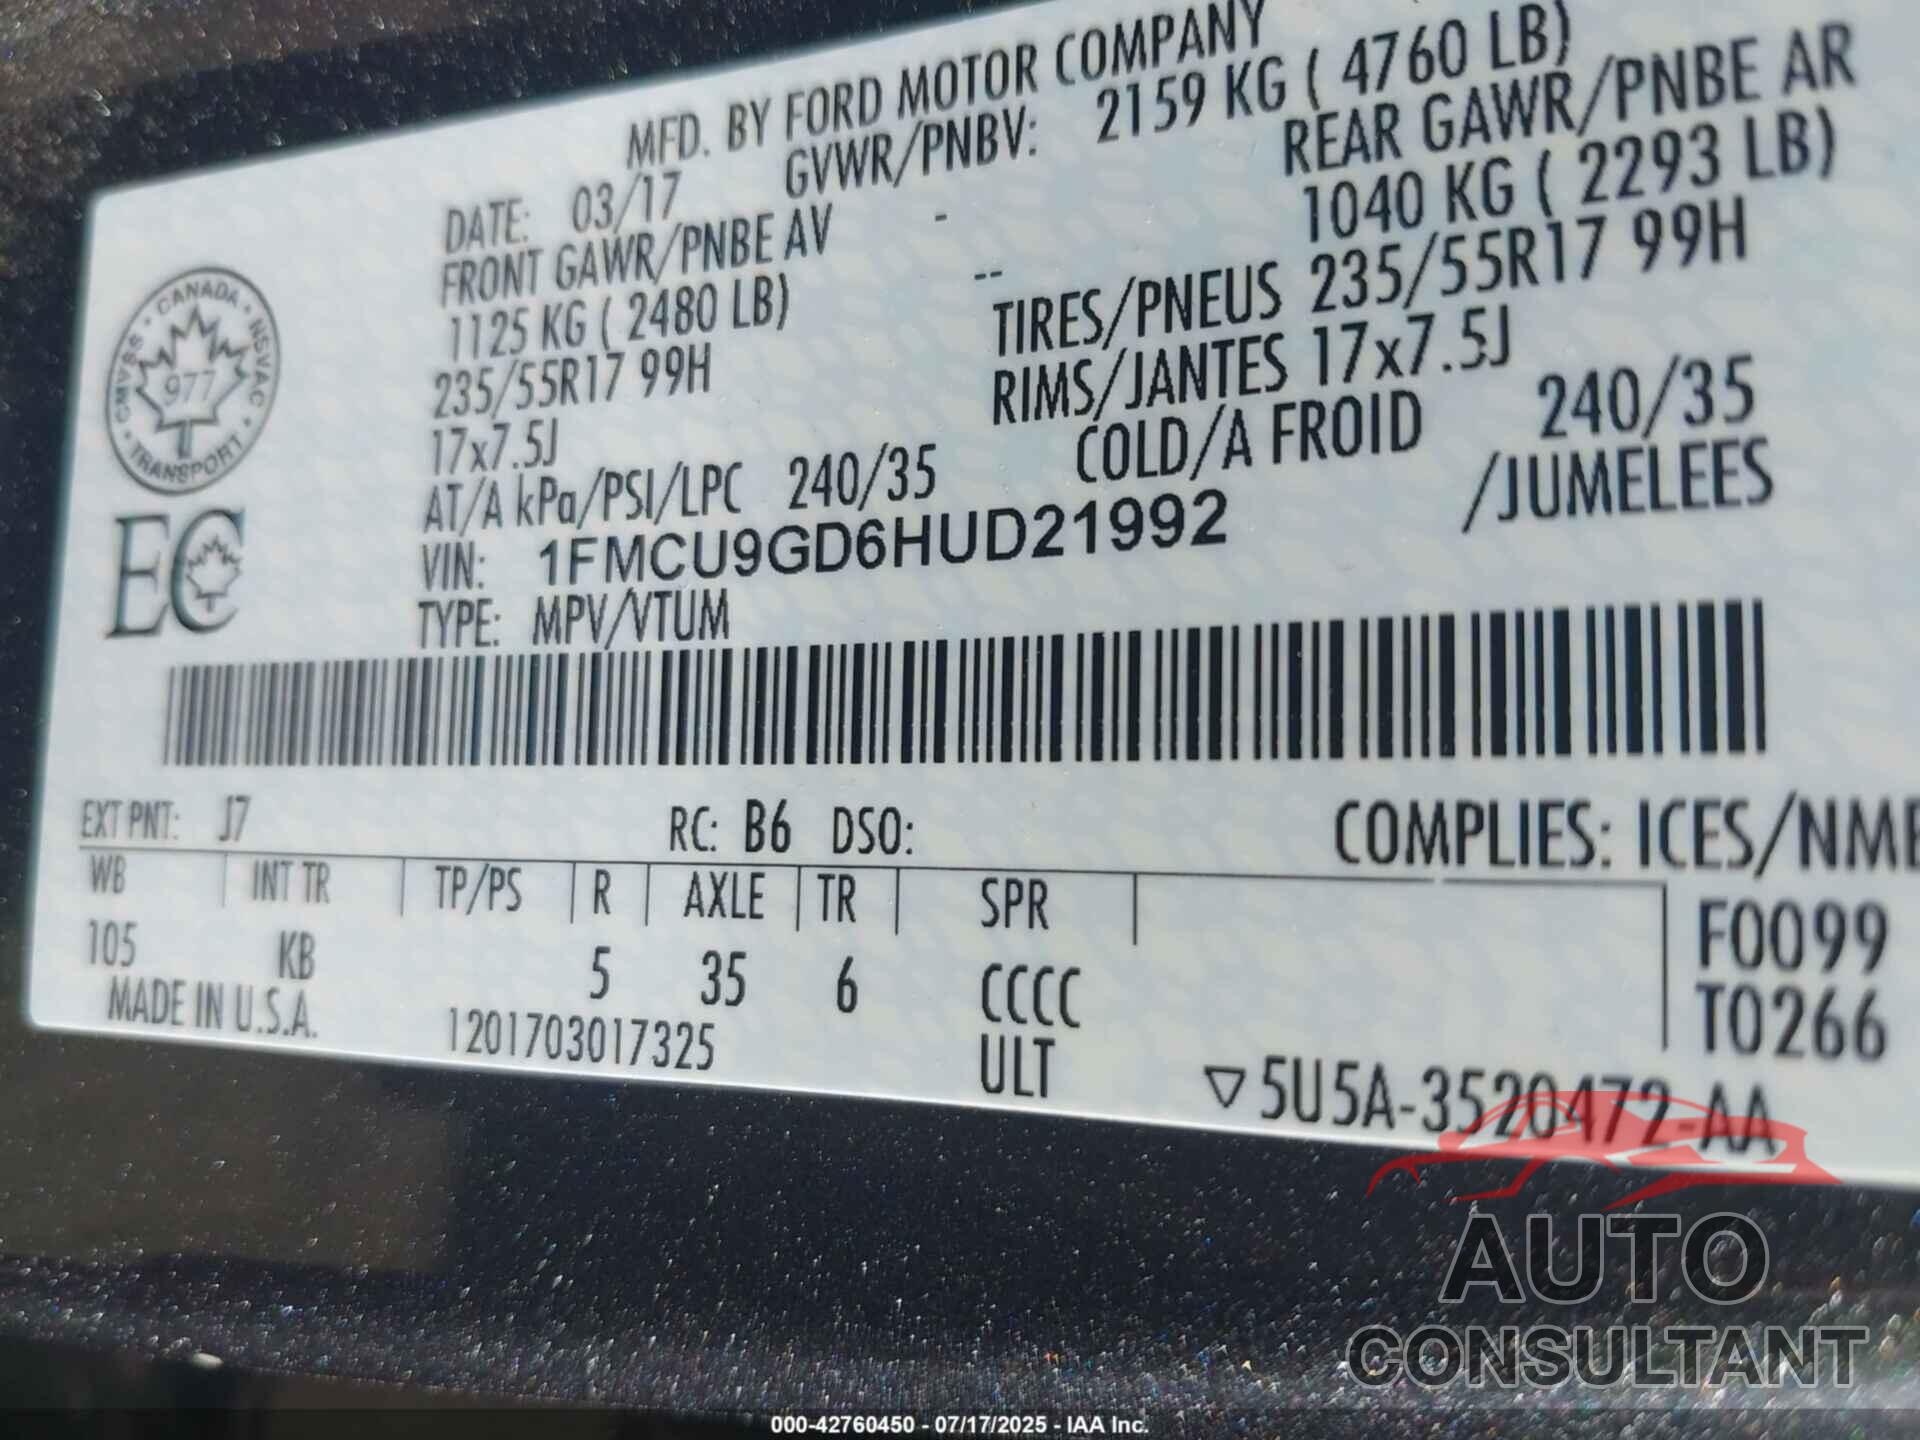 MFD. BY FORD MOTOR COMPANY
DATE: 03/17 GVWR/PNBV: 2159 KG ( 4760 LB)
FRONT GAWR/PNBE AV - REAR GAWR/PNBE AR
1125 KG ( 2480 LB) -- 1040 KG ( 2293 LB)
235/55R17 99H TIRES/PNEUS 235/55R17 99H
17x7.5J RIMS/JANTES 17x7.5J
AT/A kPa/PSI/LPC 240/35 COLD/A FROID 240/35
VIN: 1FMCU9GD6HUD21992 /JUMELEES
TYPE: MPV/VTUM
CANADA
CMVSS NSVAC
977
TRANSPORT
EC
EXT PNT: J7 RC: B6 DSO: COMPLIES: ICES/NMB
WB INT TR TP/PS R AXLE TR SPR F0099
105 KB 5 35 6 CCCC T0266
MADE IN U.S.A. 1201703017325 ULT 5U5A-3520472-AA
AUTO
CONSULTANT
000-42760450 - 07/17/2025 - IAA Inc.